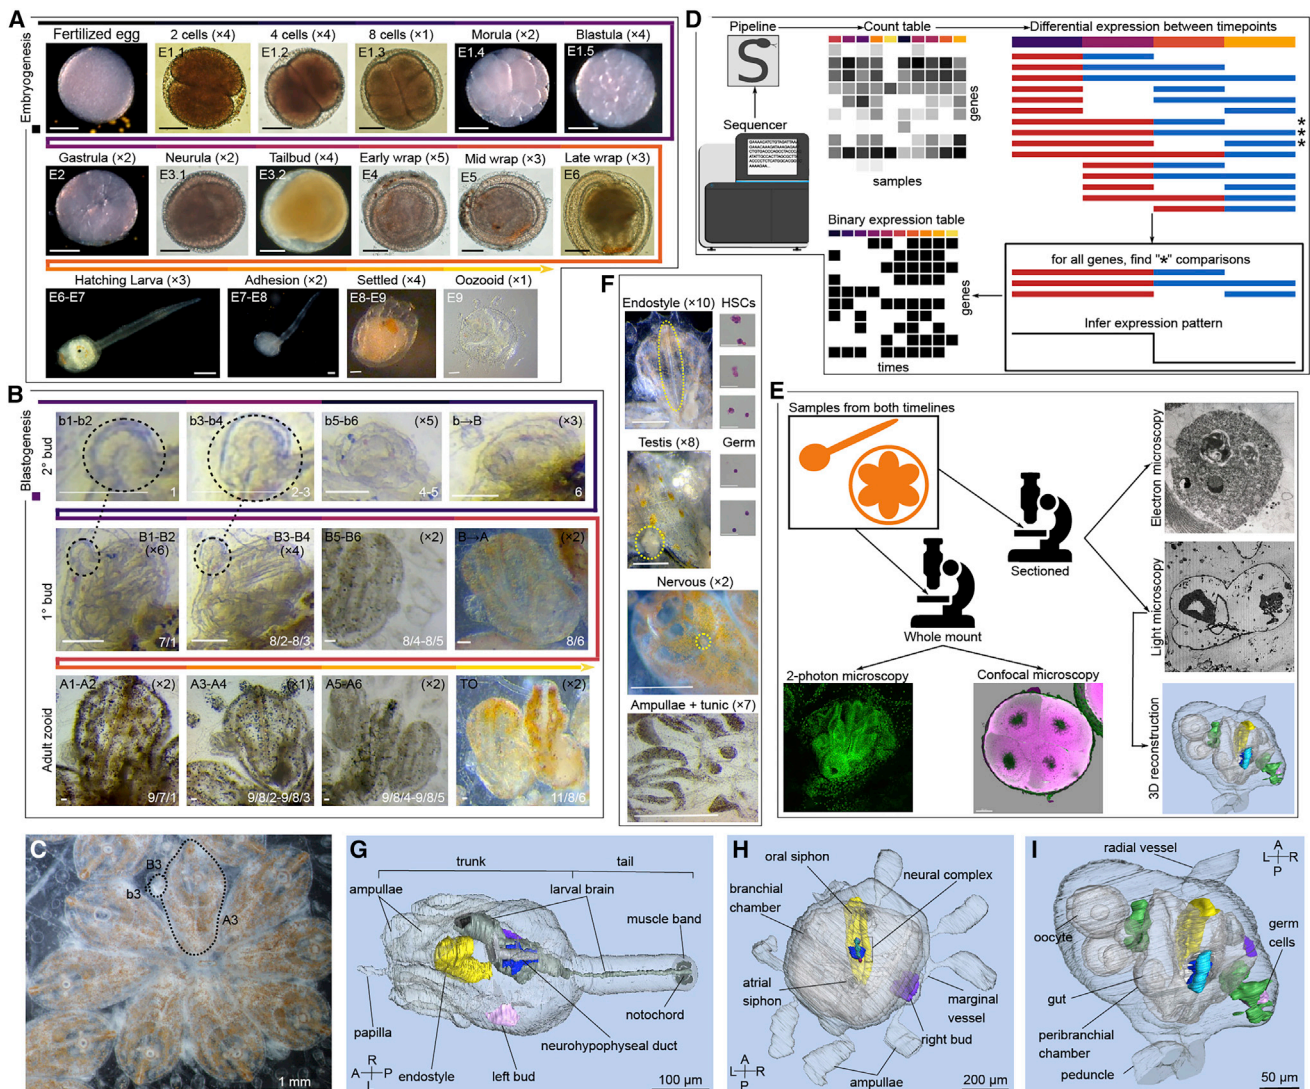 A
Embryogenesis
Fertilized egg
2 cells (×4)
E1.1
4 cells (×4)
E1.2
8 cells (×1)
E1.3
Morula (×2)
E1.4
Blastula (×4)
E1.5
Gastrula (×2)
E2
Neurula (×2)
E3.1
Tailbud (×4)
E3.2
Early wrap (×5)
E4
Mid wrap (×3)
E5
Late wrap (×3)
E6
Hatching Larva (×3)
E6-E7
Adhesion (×2)
E7-E8
Settled (×4)
E8-E9
Oozooid (×1)
E9
B
Blastogenesis
2° bud
b1-b2
1
b3-b4
2-3
b5-b6
(×5)
4-5
b→B
(×3)
6
1° bud
B1-B2
(×6)
7/1
B3-B4
(×4)
8/2-8/3
B5-B6
(×2)
8/4-8/5
B→A
(×2)
8/6
Adult zooid
A1-A2
(×2)
9/7/1
A3-A4
(×1)
9/8/2-9/8/3
A5-A6
(×2)
9/8/4-9/8/5
TO
(×2)
11/8/6
C
B3
b3
A3
1 mm
D
Pipeline
S
Sequencer
Count table
genes
samples
Differential expression between timepoints
*
*
*
for all genes, find "*" comparisons
Infer expression pattern
Binary expression table
genes
times
E
Samples from both timelines
Sectioned
Whole mount
Electron microscopy
Light microscopy
3D reconstruction
2-photon microscopy
Confocal microscopy
F
Endostyle (×10)
HSCs
Testis (×8)
Germ
Nervous (×2)
Ampullae + tunic (×7)
G
trunk
tail
ampullae
larval brain
muscle band
papilla
notochord
neurohypophyseal duct
endostyle
left bud
A
R
P
L
100 µm
H
oral siphon
neural complex
branchial
chamber
atrial
siphon
marginal
vessel
right bud
ampullae
L
A
R
P
200 µm
I
radial vessel
A
L
R
P
oocyte
germ
cells
gut
peribranchial
chamber
peduncle
50 µm